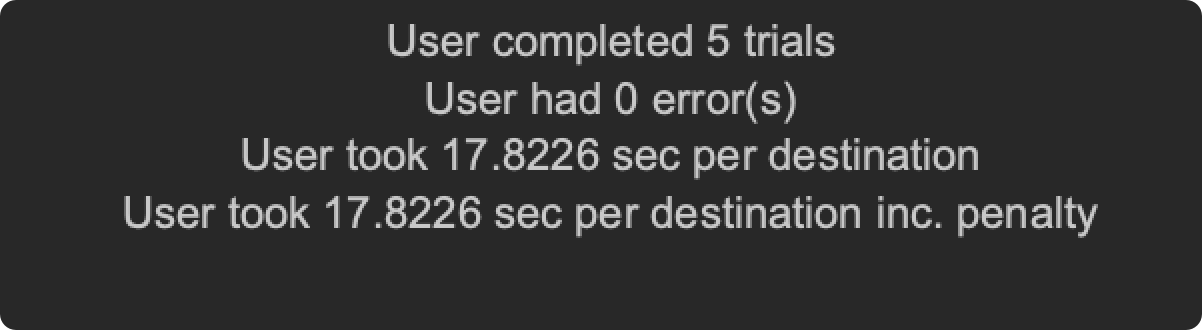 User completed 5 trials
User had 0 error(s)
User took 17.8226 sec per destination
User took 17.8226 sec per destination inc. penalty